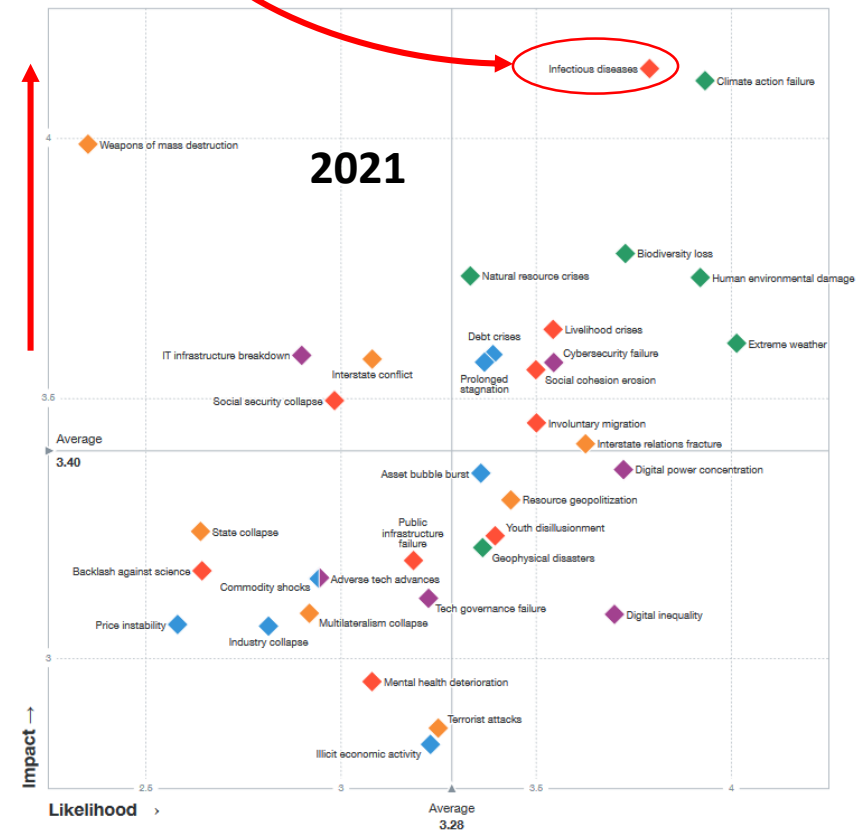 Infectious diseases
Climate action failure
4
Weapons of mass destruction
2021
Biodiversity loss
Natural resource crises
Human environmental damage
Livelihood crises
Debt crises
Extreme weather
IT infrastructure breakdown
Cybersecurity failure
Interstate conflict
Prolonged
stagnation
Social cohesion erosion
3.5
Social security collapse
Involuntary migration
Average
Interstate relations fracture
3.40
Digital power concentration
Asset bubble burst
Resource geopolitization
Public
infrastructure
failure
Youth disillusionment
State collapse
Geophysical disasters
Backlash against science
Commodity shocks
Adverse tech advances
Tech governance failure
Digital inequality
Price instability
Multilateralism collapse
Industry collapse
3
Mental health deterioration
Terrorist attacks
Illicit economic activity
Impact →
2.5
3
3.5
4
Likelihood ›
Average
3.28